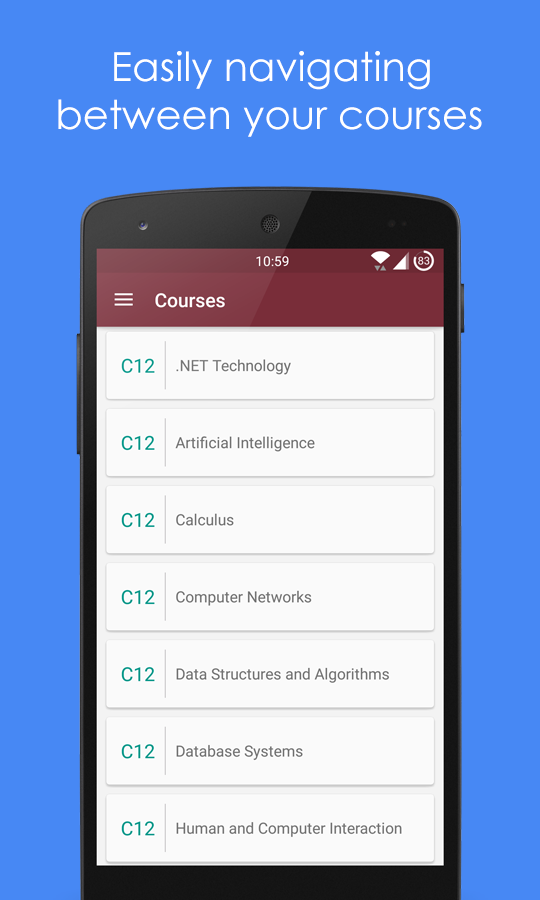 Easily navigating
between your courses
10:59
83
Courses
C12
.NET Technology
C12
Artificial Intelligence
C12
Calculus
C12
Computer Networks
C12
Data Structures and Algorithms
C12
Database Systems
C12
Human and Computer Interaction